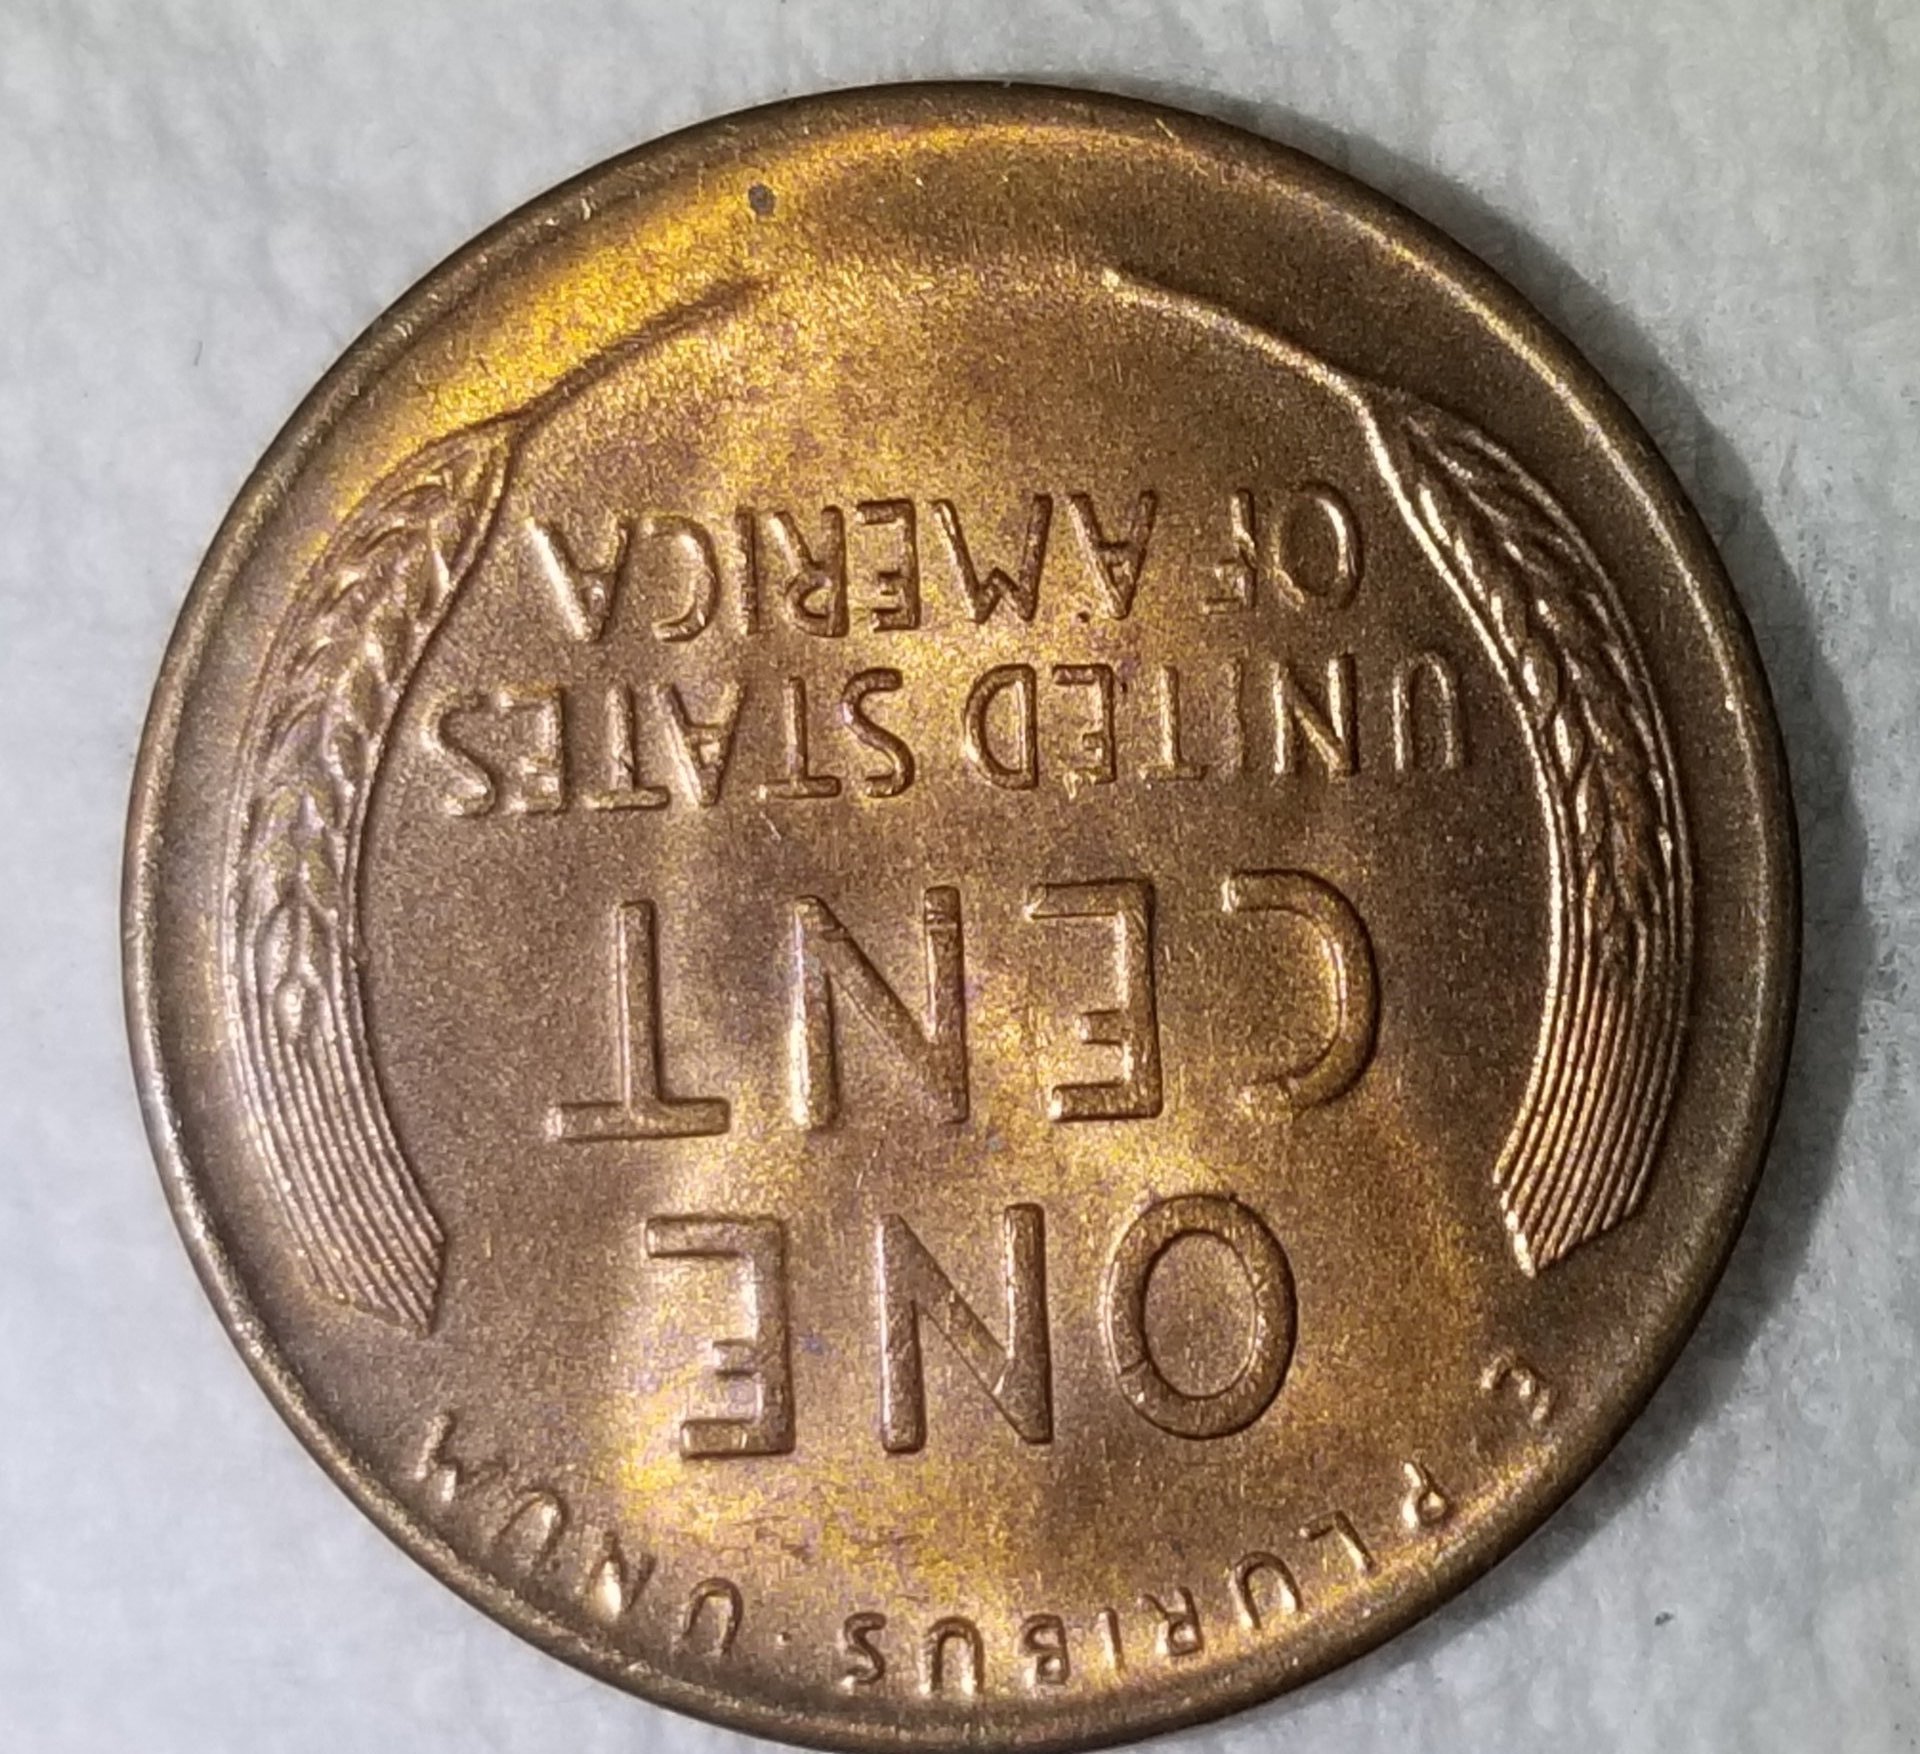 E PLURIBUS · UNUM
ONE
CENT
UNITED STATES
OF AMERICA